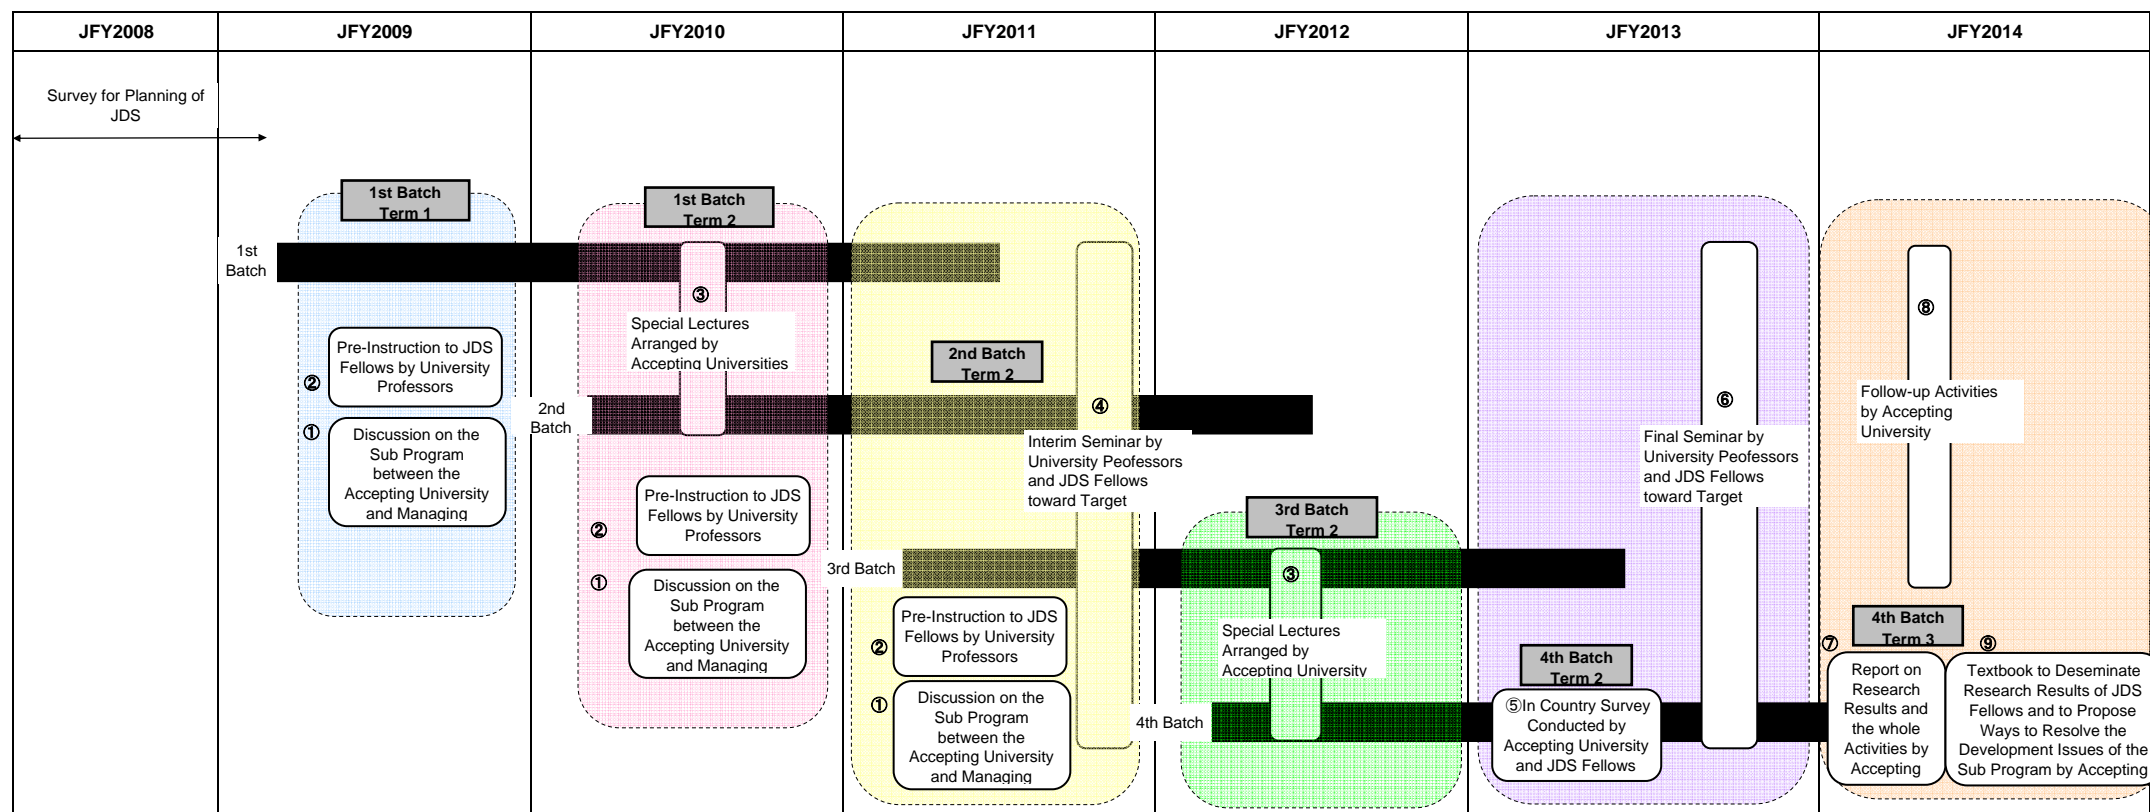 JFY2008
JFY2009
JFY2010
JFY2011
JFY2012
JFY2013
JFY2014
Survey for Planning of
JDS
1st Batch
Term 1
1st Batch
Term 2
1st
Batch
③
Special Lectures
Arranged by
Accepting Universities
Pre-Instruction to JDS
Fellows by University
Professors
②
①
Discussion on the
Sub Program
between the
Accepting University
and Managing
2nd Batch
Term 2
2nd
Batch
④
Interim Seminar by
University Peofessors
and JDS Fellows
toward Target
Pre-Instruction to JDS
Fellows by University
Professors
②
①
Discussion on the
Sub Program
between the
Accepting University
and Managing
3rd Batch
Pre-Instruction to JDS
Fellows by University
Professors
②
①
Discussion on the
Sub Program
between the
Accepting University
and Managing
3rd Batch
Term 2
③
Special Lectures
Arranged by
Accepting University
4th Batch
⑥
Final Seminar by
University Peofessors
and JDS Fellows
toward Target
4th Batch
Term 2
⑤In Country Survey
Conducted by
Accepting University
and JDS Fellows
⑧
Follow-up Activities
by Accepting
University
4th Batch
Term 3
⑦
Report on
Research
Results and
the whole
Activities by
Accepting
⑨
Textbook to Deseminate
Research Results of JDS
Fellows and to Propose
Ways to Resolve the
Development Issues of the
Sub Program by Accepting